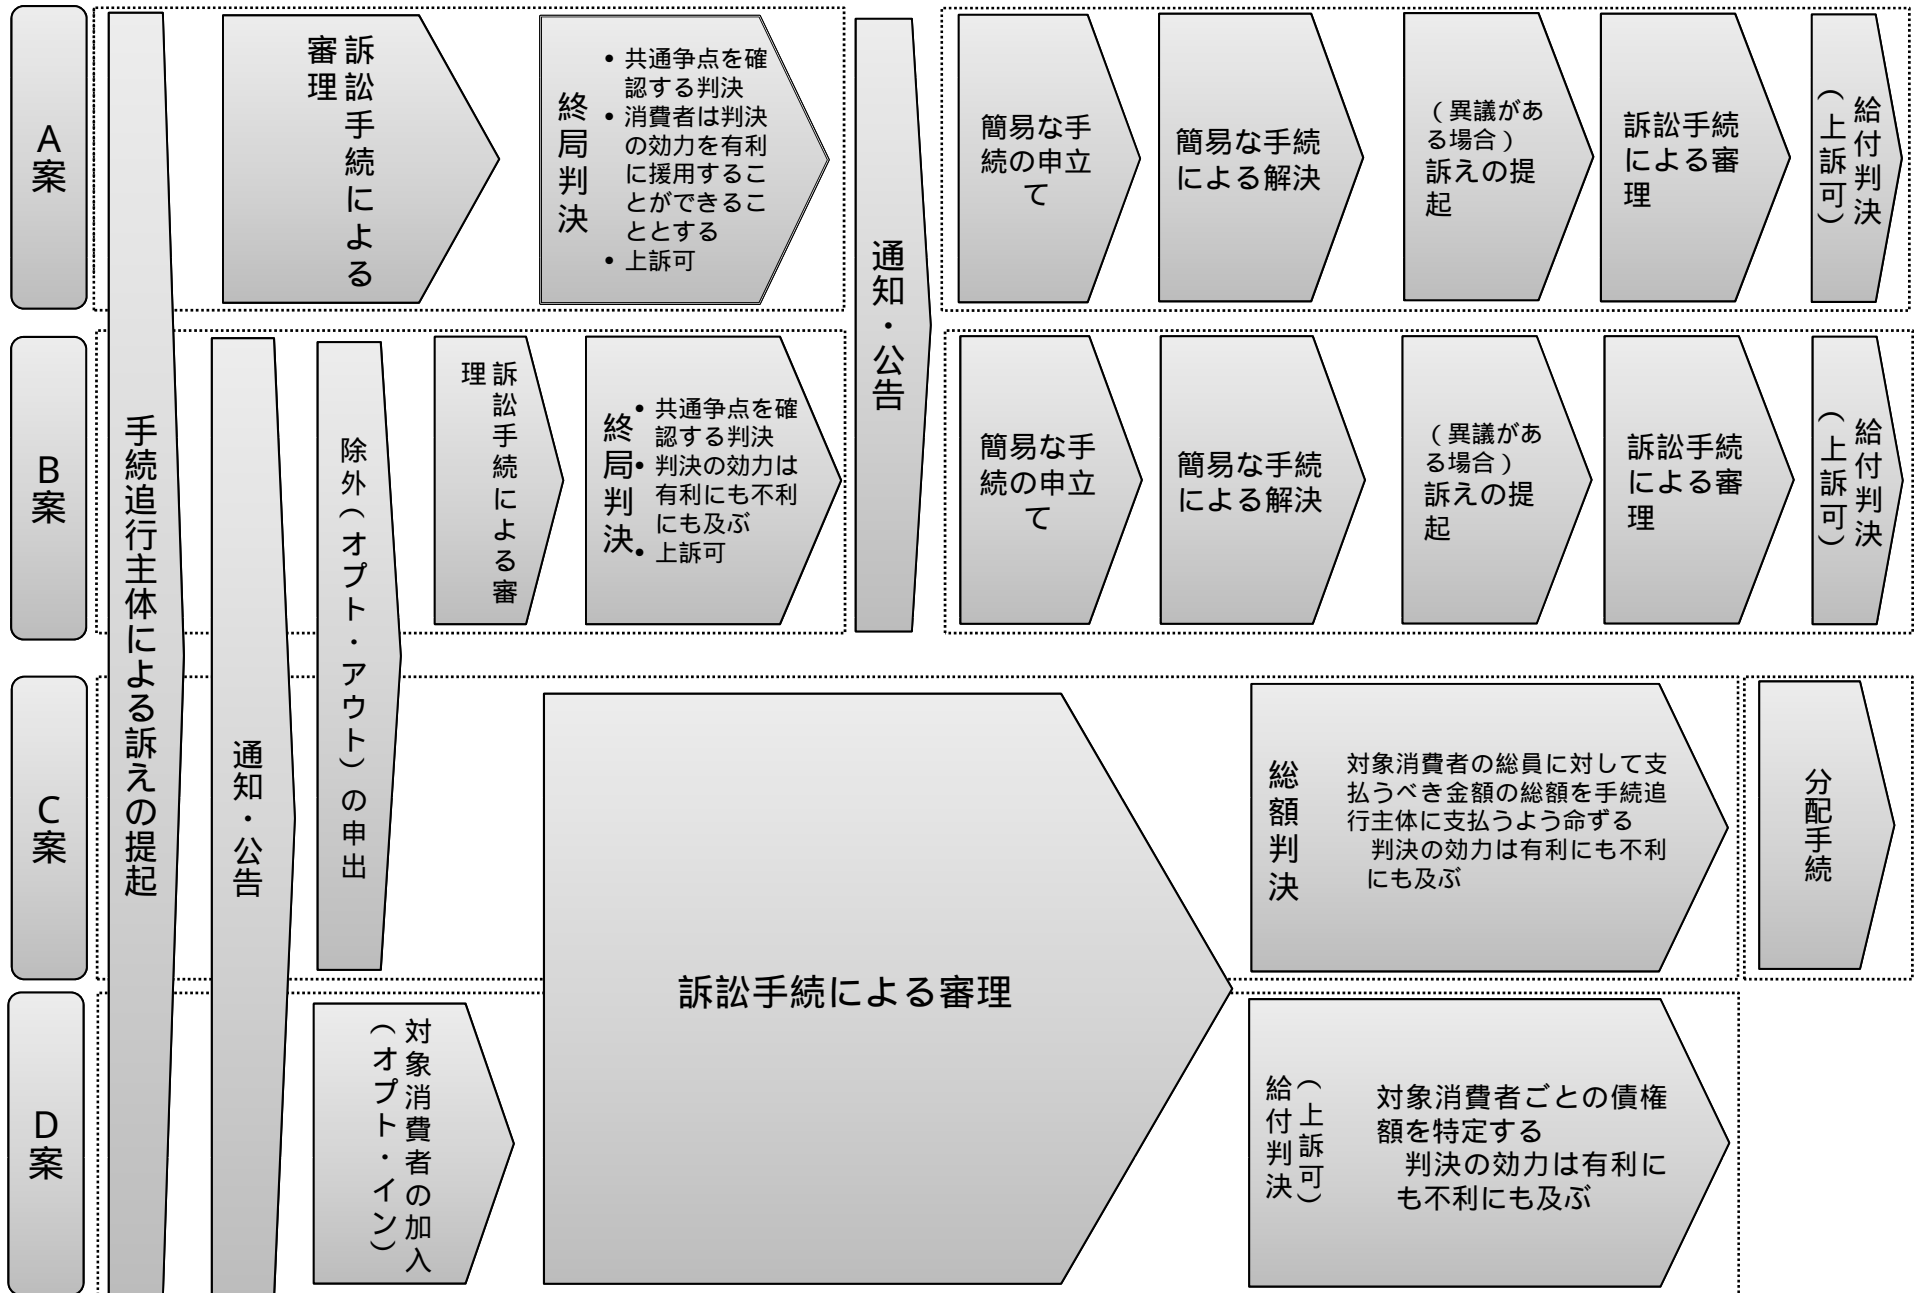 A
案
手続追行主体による訴えの提起
訴訟手続による
審理
終局判決
• 共通争点を確
認する判決
• 消費者は判決
の効力を有利
に援用するこ
とができるこ
ととする
• 上訴可
通知・公告
簡易な手
続の申立
て
簡易な手続
による解決
(異議があ
る場合)
訴えの提
起
訴訟手続
による審
理
給付判決
(上訴可)
B
案
通知・公告
除外(オプト・アウト)の申出
訴訟手続による審
理
終局判決
• 共通争点を確
認する判決
• 判決の効力は
有利にも不利
にも及ぶ
• 上訴可
簡易な手
続の申立
て
簡易な手続
による解決
(異議があ
る場合)
訴えの提
起
訴訟手続
による審
理
給付判決
(上訴可)
C
案
訴訟手続による審理
総額判決
対象消費者の総員に対して支
払うべき金額の総額を手続追
行主体に支払うよう命ずる
判決の効力は有利にも不利
にも及ぶ
分配手続
D
案
対象消費者の加入
(オプト・イン)
(上訴可)
給付判決
対象消費者ごとの債権
額を特定する
判決の効力は有利に
も不利にも及ぶ